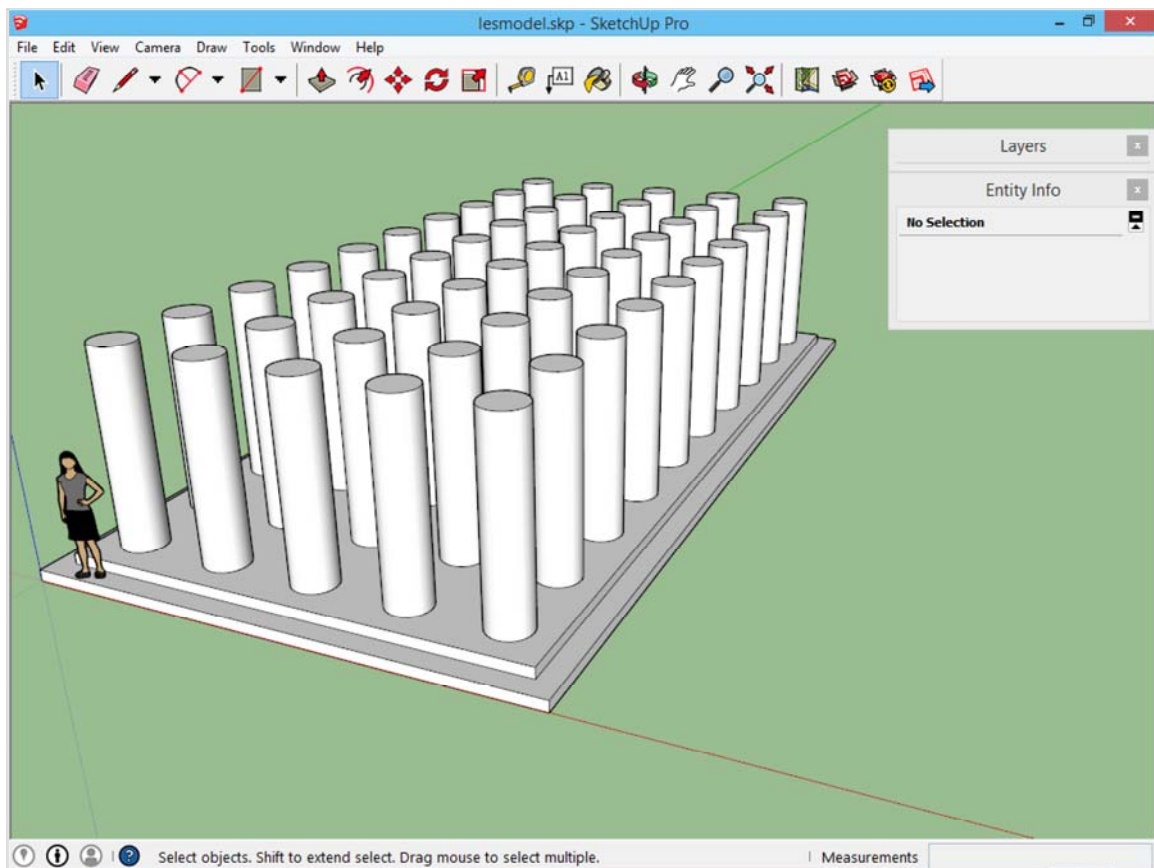 lesmodel.skp - SketchUp Pro
File Edit View Camera Draw Tools Window Help
A1
Layers
Entity Info
No Selection
Select objects. Shift to extend select. Drag mouse to select multiple.
Measurements